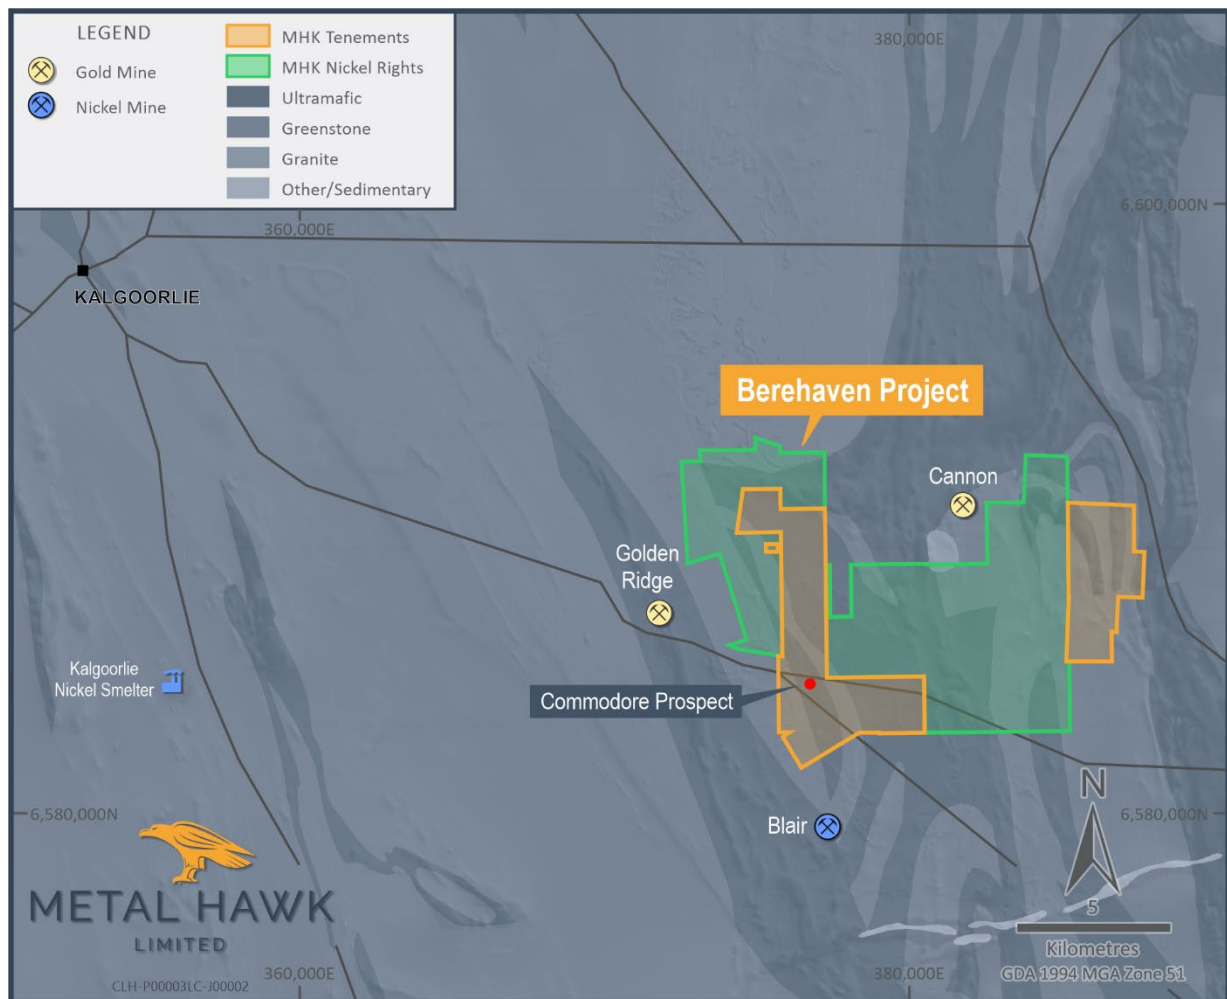 LEGEND
Gold Mine
Nickel Mine
MHK Tenements
MHK Nickel Rights
Ultramafic
Greenstone
Granite
Other/Sedimentary
380,000E
6,600,000N
360,000E
KALGOORLIE
Berehaven Project
Cannon
Golden
Ridge
Kalgoorlie
Nickel Smelter
Commodore Prospect
Blair
6,580,000N
6,580,000N
N
METAL HAWK
LIMITED
CLH-P00003LC-J00002
360,000E
380,000E
5
Kilometres
GDA 1994 MGA Zone 51